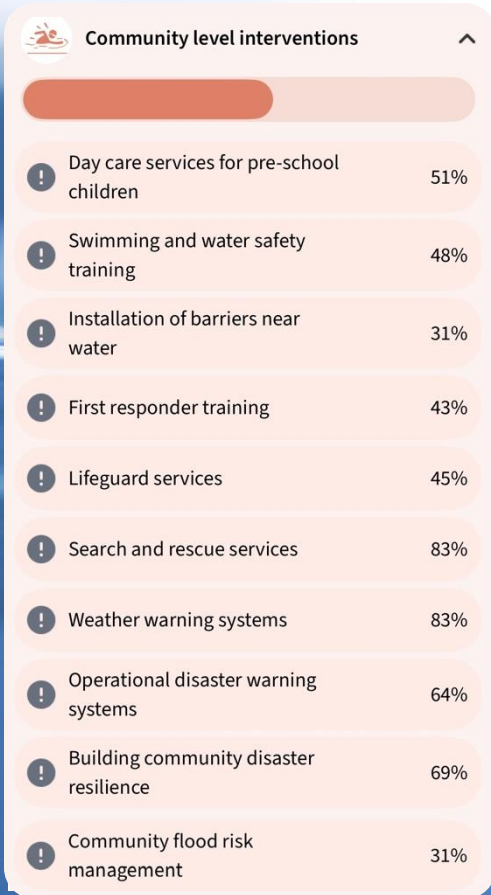 Community level interventions
Day care services for pre-school
children
51%
Swimming and water safety
training
48%
Installation of barriers near
water
31%
First responder training
43%
Lifeguard services
45%
Search and rescue services
83%
Weather warning systems
83%
Operational disaster warning
systems
64%
Building community disaster
resilience
69%
Community flood risk
management
31%